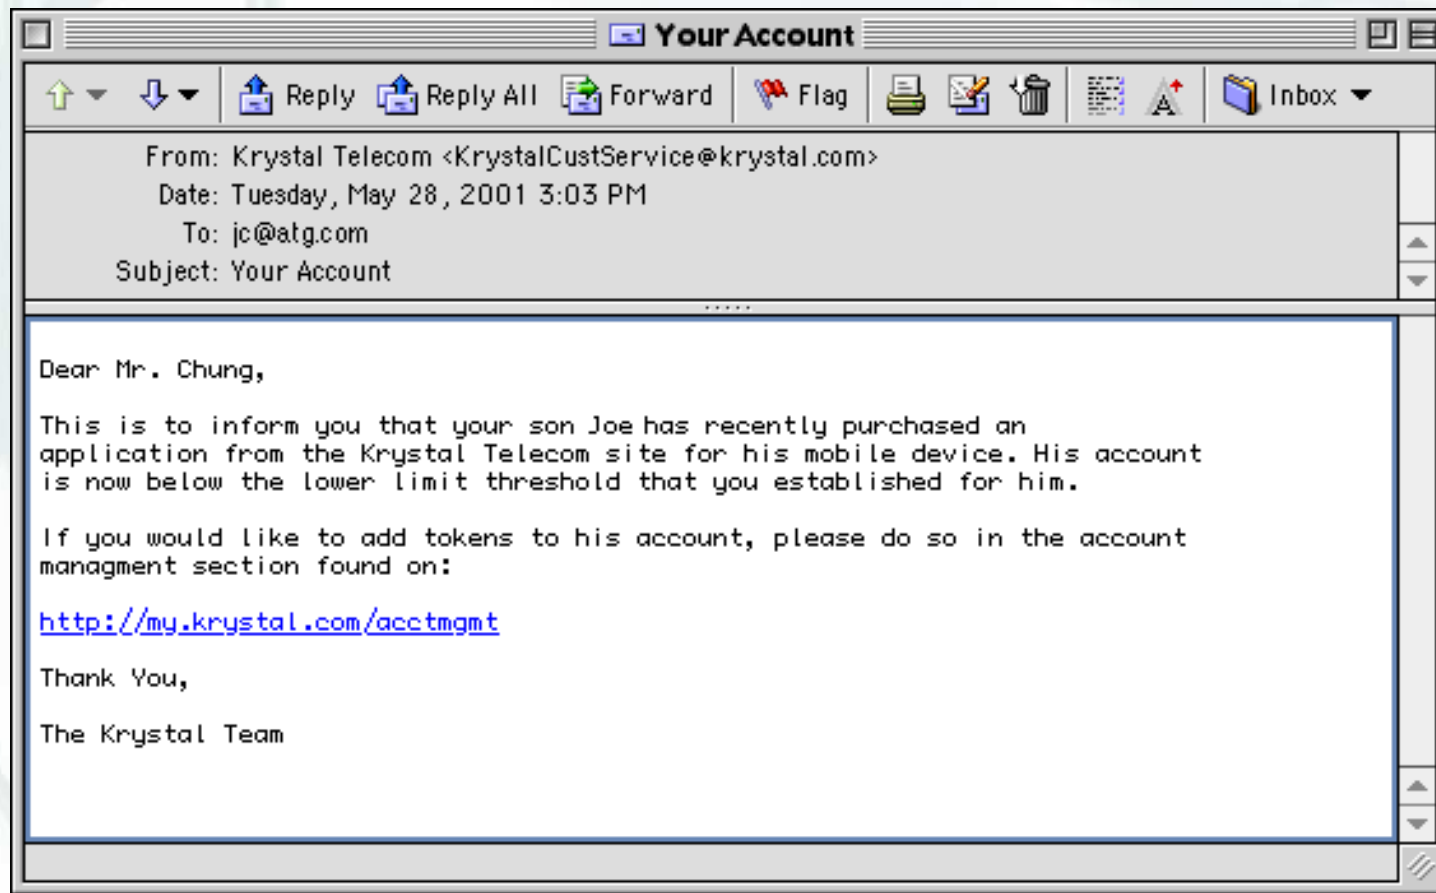 Your Account
Reply Reply All Forward Flag Inbox
From: Krystal Telecom <KrystalCustService@krystal.com>
Date: Tuesday, May 28, 2001 3:03 PM
To: jc@atg.com
Subject: Your Account
Dear Mr. Chung,
This is to inform you that your son Joe has recently purchased an
application from the Krystal Telecom site for his mobile device. His account
is now below the lower limit threshold that you established for him.
If you would like to add tokens to his account, please do so in the account
managment section found on:
http://my.krystal.com/acctmgmt
Thank You,
The Krystal Team